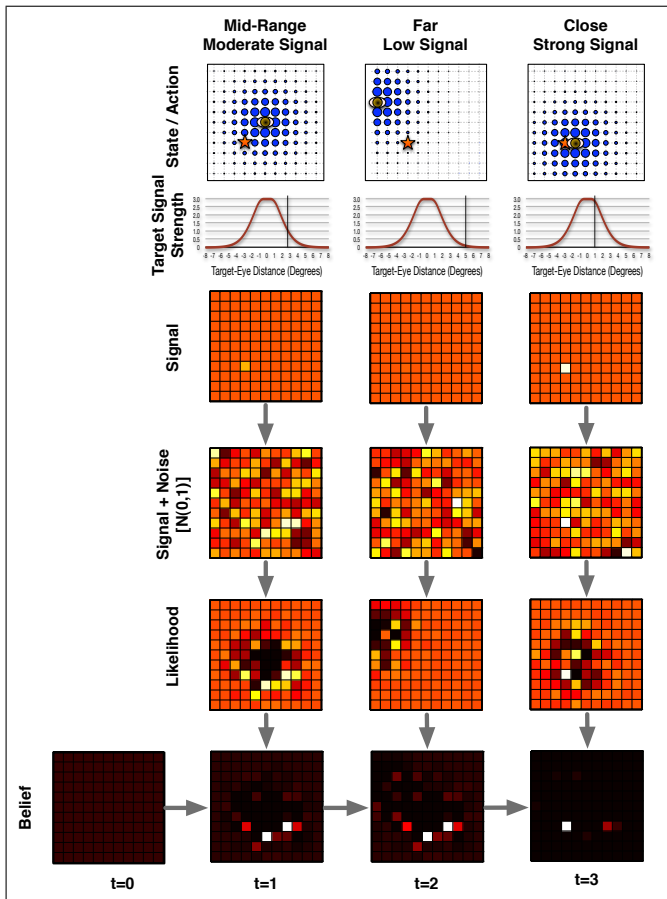 Mid-Range
Moderate Signal
Far
Low Signal
Close
Strong Signal
State / Action
Target Signal
Strength
3.0
2.5
2.0
1.5
1.0
0.5
0
-8 -7 -6 -5 -4 -3 -2 -1 0 1 2 3 4 5 6 7 8
Target-Eye Distance (Degrees)
3.0
2.5
2.0
1.5
1.0
0.5
0
-8 -7 -6 -5 -4 -3 -2 -1 0 1 2 3 4 5 6 7 8
Target-Eye Distance (Degrees)
3.0
2.5
2.0
1.5
1.0
0.5
0
-8 -7 -6 -5 -4 -3 -2 -1 0 1 2 3 4 5 6 7 8
Target-Eye Distance (Degrees)
Signal
Signal + Noise
[N(0,1)]
Likelihood
Belief
t=0
t=1
t=2
t=3